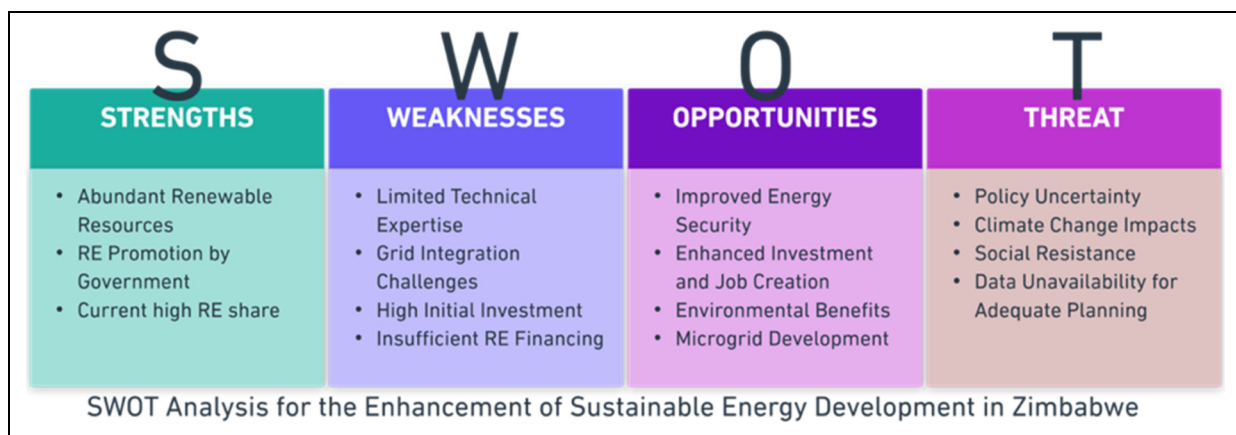 S
STRENGTHS
• Abundant Renewable
Resources
• RE Promotion by
Government
• Current high RE share
W
WEAKNESSES
• Limited Technical
Expertise
• Grid Integration
Challenges
• High Initial Investment
• Insufficient RE Financing
O
OPPORTUNITIES
• Improved Energy
Security
• Enhanced Investment
and Job Creation
• Environmental Benefits
• Microgrid Development
T
THREAT
• Policy Uncertainty
• Climate Change Impacts
• Social Resistance
• Data Unavailability for
Adequate Planning
SWOT Analysis for the Enhancement of Sustainable Energy Development in Zimbabwe